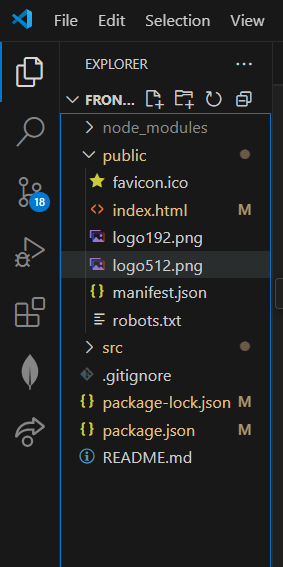 File Edit Selection View
EXPLORER
FRON...
node_modules
public
favicon.ico
index.html M
logo192.png
logo512.png
manifest.json
robots.txt
src
18
.gitignore
package-lock.json M
package.json M
README.md